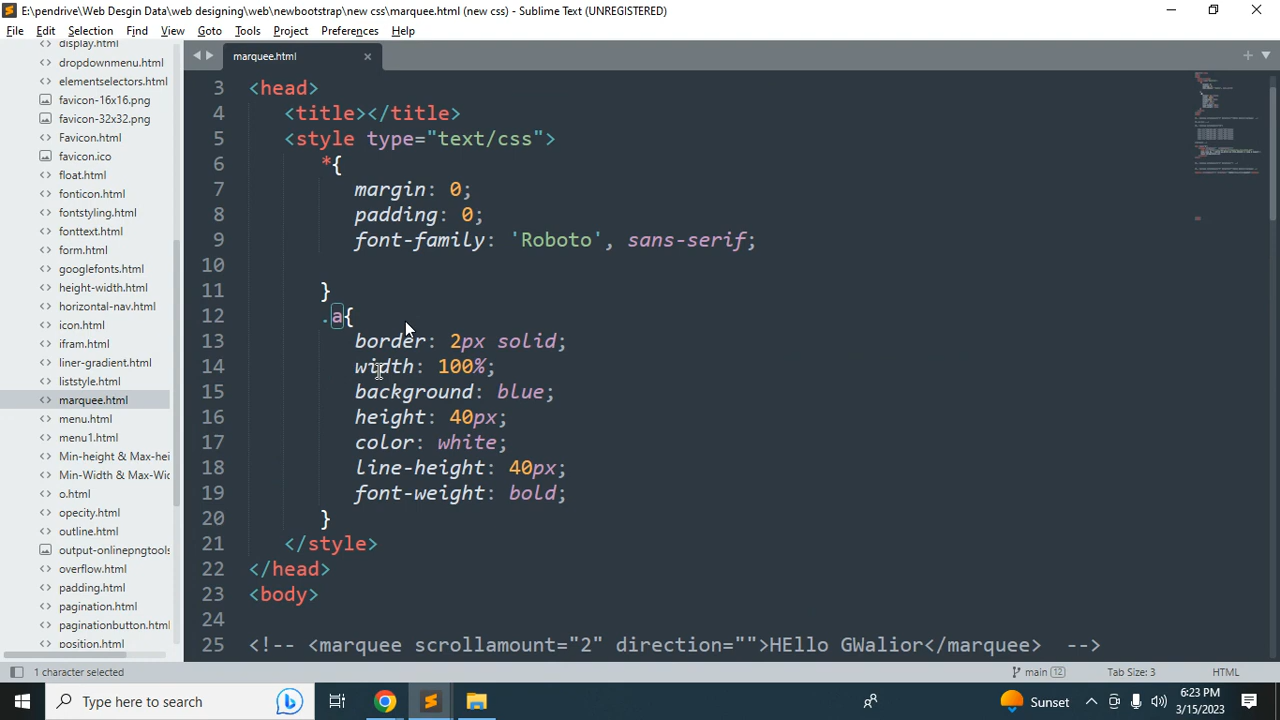 E:\pendrive\Web Desgin Data\web designing\web\newbootstrap\new css\marquee.html (new css) - Sublime Text (UNREGISTERED)
File Edit Selection Find View Goto Tools Project Preferences Help
display.html
dropdownmenu.html
elementselectors.html
favicon-16x16.png
favicon-32x32.png
Favicon.html
favicon.ico
float.html
fonticon.html
fontstyling.html
fonttext.html
form.html
googlefonts.html
height-width.html
horizontal-nav.html
icon.html
ifram.html
liner-gradient.html
liststyle.html
marquee.html
menu.html
menu1.html
Min-height & Max-hei
Min-Width & Max-Wic
o.html
opecity.html
outline.html
output-onlinepngtools
overflow.html
padding.html
pagination.html
paginationbutton.html
position.html
marquee.html
3 <head>
4 <title></title>
5 <style type="text/css">
6 *{
7 margin: 0;
8 padding: 0;
9 font-family: 'Roboto', sans-serif;
10
11 }
12 .a{
13 border: 2px solid;
14 width: 100%;
15 background: blue;
16 height: 40px;
17 color: white;
18 line-height: 40px;
19 font-weight: bold;
20 }
21 </style>
22 </head>
23 <body>
24
25 <!-- <marquee scrollamount="2" direction="">HEllo GWalior</marquee> -->
1 character selected main 12 Tab Size: 3 HTML
Type here to search
Sunset
6:23 PM
3/15/2023